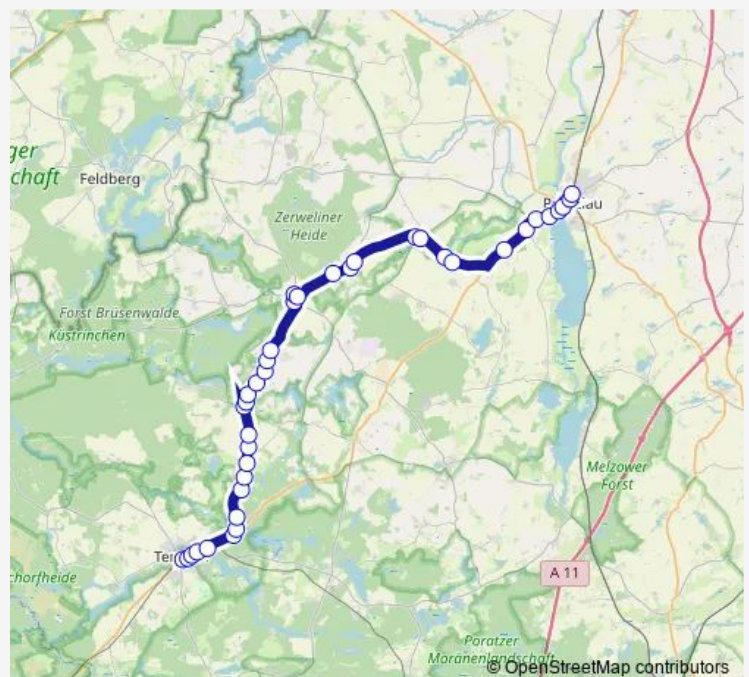 ger
chaft
Feldberg
Zerweliner
Heide
Forst Brüsenwalde
Küstrinchen
Melzower
Forst
chorfheide
A 11
Poratzer
Moränenlandschaft
© OpenStreetMap contributors